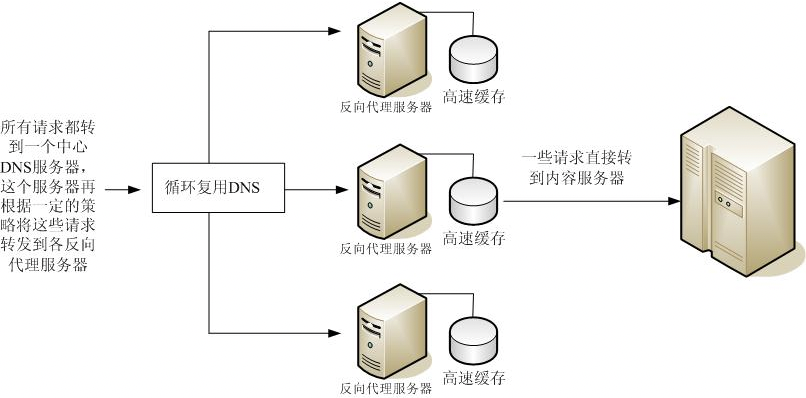 所有请求都转
到一个中心
DNS服务器，
这个服务器再
根据一定的策
略将这些请求
转发到各反向
代理服务器
循环复用DNS
反向代理服务器
高速缓存
反向代理服务器
高速缓存
反向代理服务器
高速缓存
一些请求直接转
到内容服务器